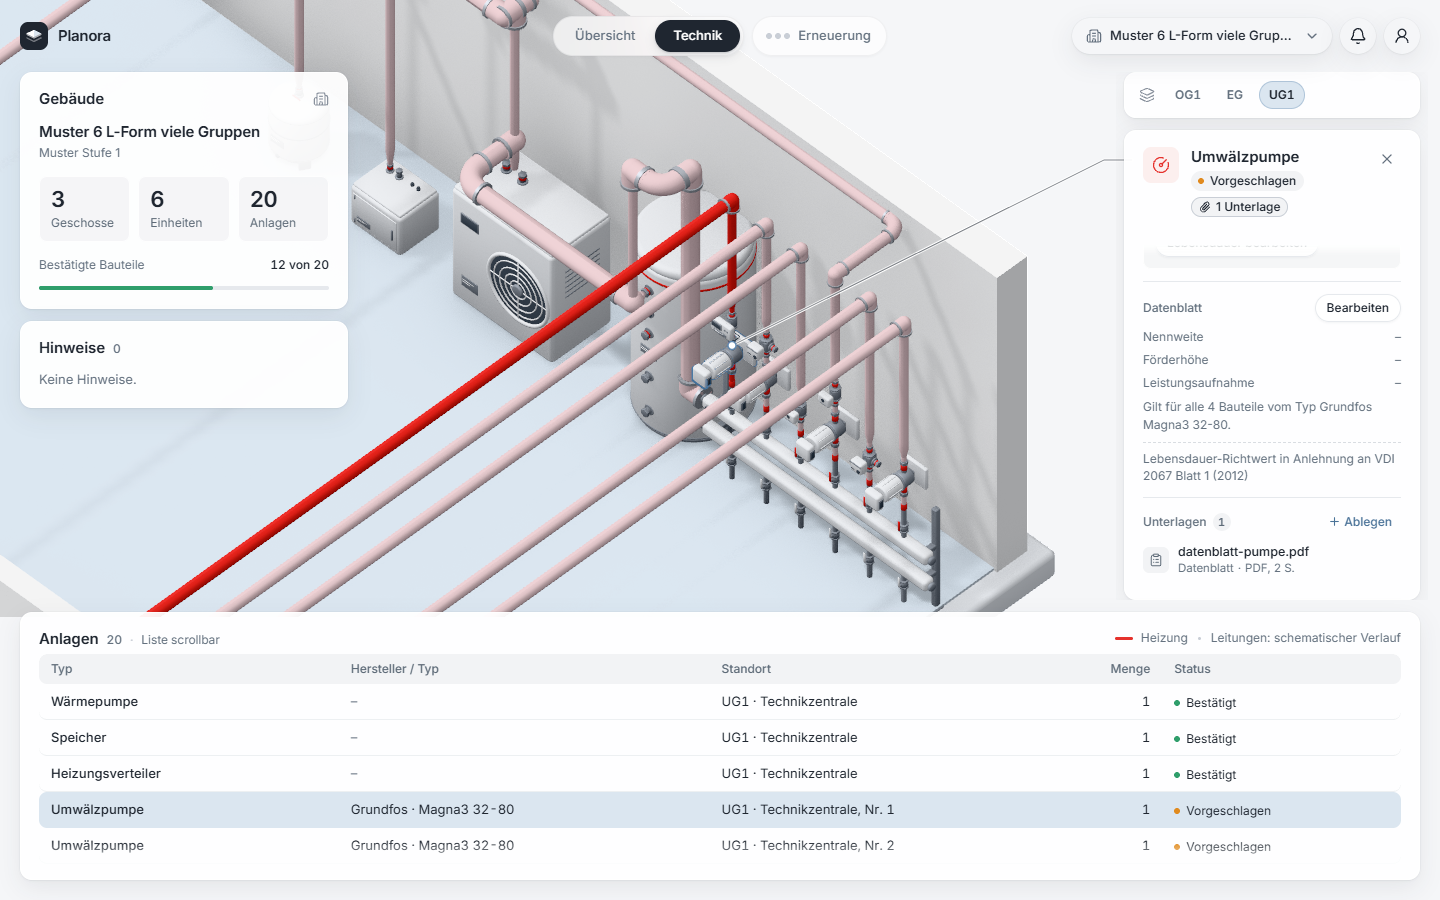 Planora
Übersicht
Technik
Erneuerung
Muster 6 L-Form viele Grup...
Gebäude
Muster 6 L-Form viele Gruppen
Muster Stufe 1
3
Geschosse
6
Einheiten
20
Anlagen
Bestätigte Bauteile
12 von 20
Hinweise 0
Keine Hinweise.
OG1
EG
UG1
Umwälzpumpe
Vorgeschlagen
1 Unterlage
Datenblatt
Bearbeiten
Nennweite –
Förderhöhe –
Leistungsaufnahme –
Gilt für alle 4 Bauteile vom Typ Grundfos
Magna3 32-80.
Lebensdauer-Richtwert in Anlehnung an VDI
2067 Blatt 1 (2012)
Unterlagen 1
+ Ablegen
datenblatt-pumpe.pdf
Datenblatt · PDF, 2 S.
Anlagen 20 · Liste scrollbar
Heizung · Leitungen: schematischer Verlauf
Typ Hersteller / Typ Standort Menge Status
Wärmepumpe – UG1 · Technikzentrale 1 Bestätigt
Speicher – UG1 · Technikzentrale 1 Bestätigt
Heizungsverteiler – UG1 · Technikzentrale 1 Bestätigt
Umwälzpumpe Grundfos · Magna3 32-80 UG1 · Technikzentrale, Nr. 1 1 Vorgeschlagen
Umwälzpumpe Grundfos · Magna3 32-80 UG1 · Technikzentrale, Nr. 2 1 Vorgeschlagen